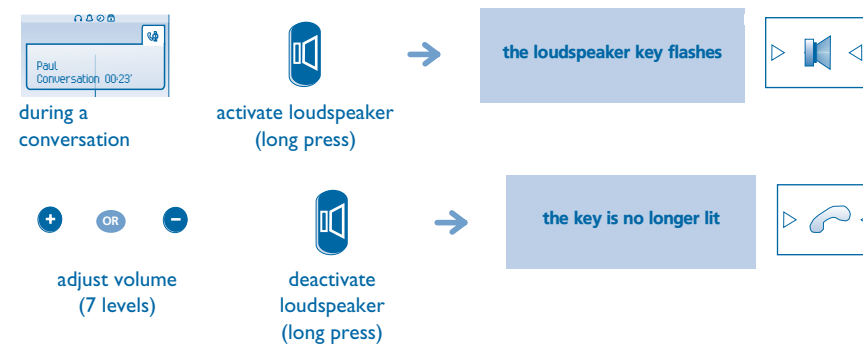 Paul
Conversation 00:23'
during a
conversation
activate loudspeaker
(long press)
the loudspeaker key flashes
OR
adjust volume
(7 levels)
deactivate
loudspeaker
(long press)
the key is no longer lit